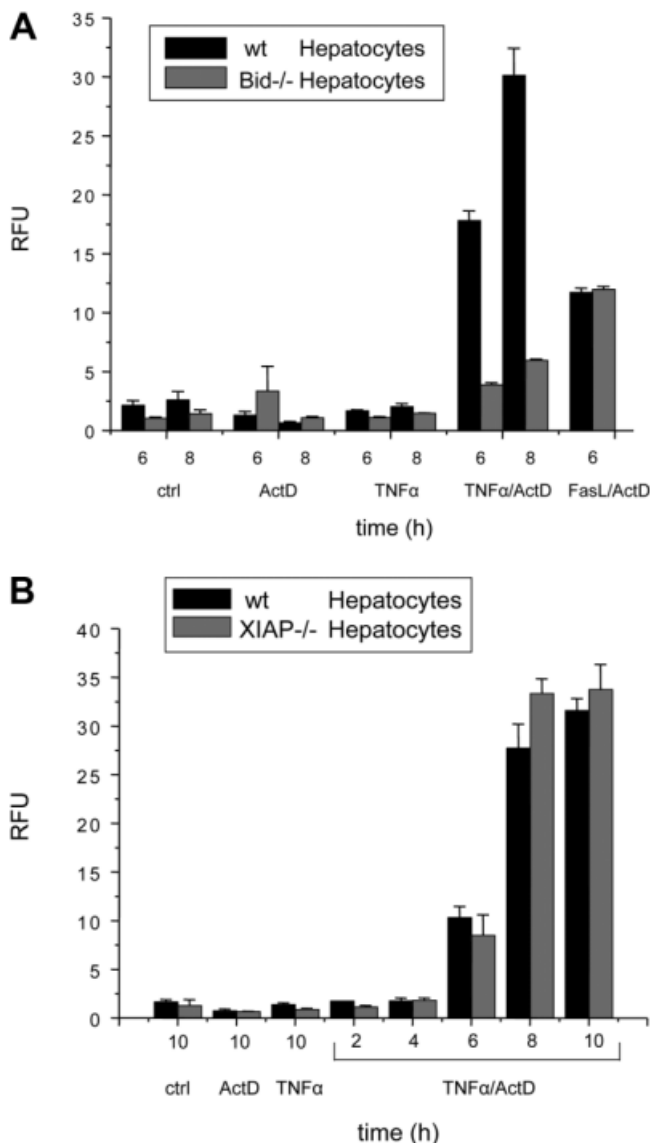 A
wt Hepatocytes
Bid-/- Hepatocytes
35
30
25
20
15
10
5
0
RFU
6 8 6 8 6 8 6 8 6
ctrl ActD TNFα TNFα/ActD FasL/ActD
time (h)
B
wt Hepatocytes
XIAP-/- Hepatocytes
40
35
30
25
20
15
10
5
0
RFU
10 10 10 2 4 6 8 10
ctrl ActD TNFα TNFα/ActD
time (h)